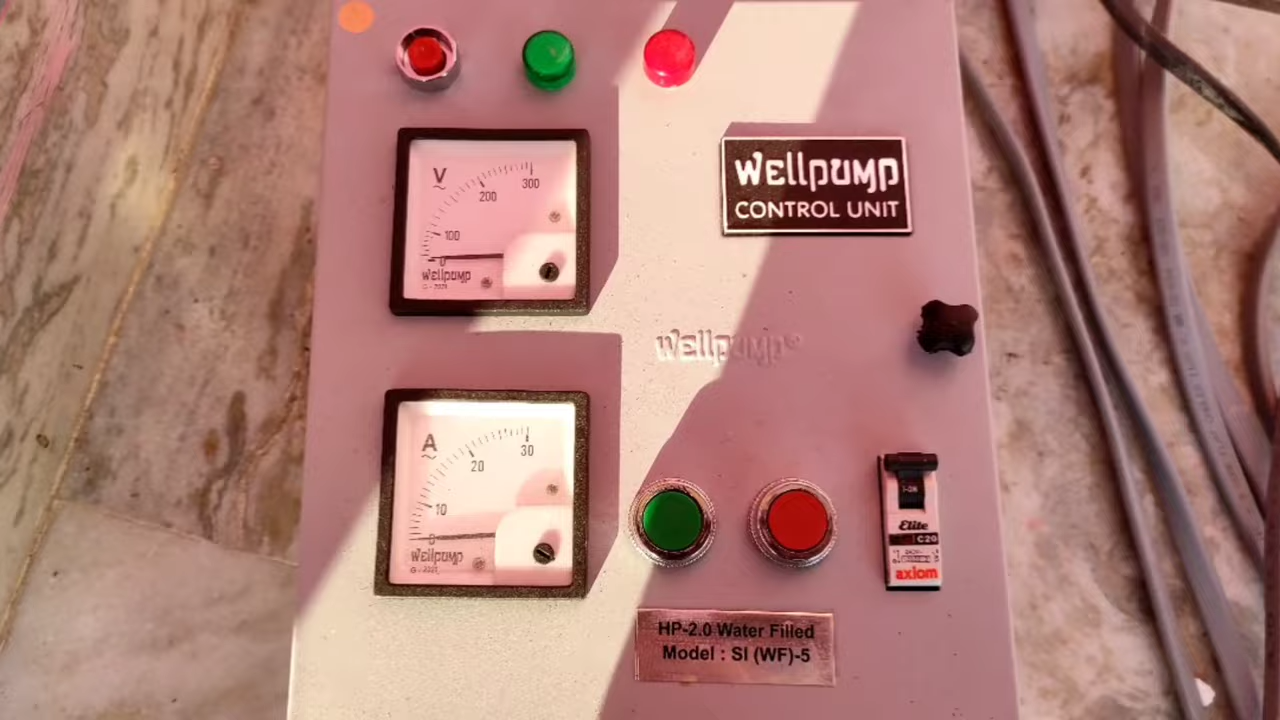 V
300
200
100
0
Wellpump
WEllpump
CONTROL UNIT
Wellpump®
A
30
20
10
0
Wellpump
I-ON
Elite
C20
axiom
HP-2.0 Water Filled
Model : SI (WF)-5